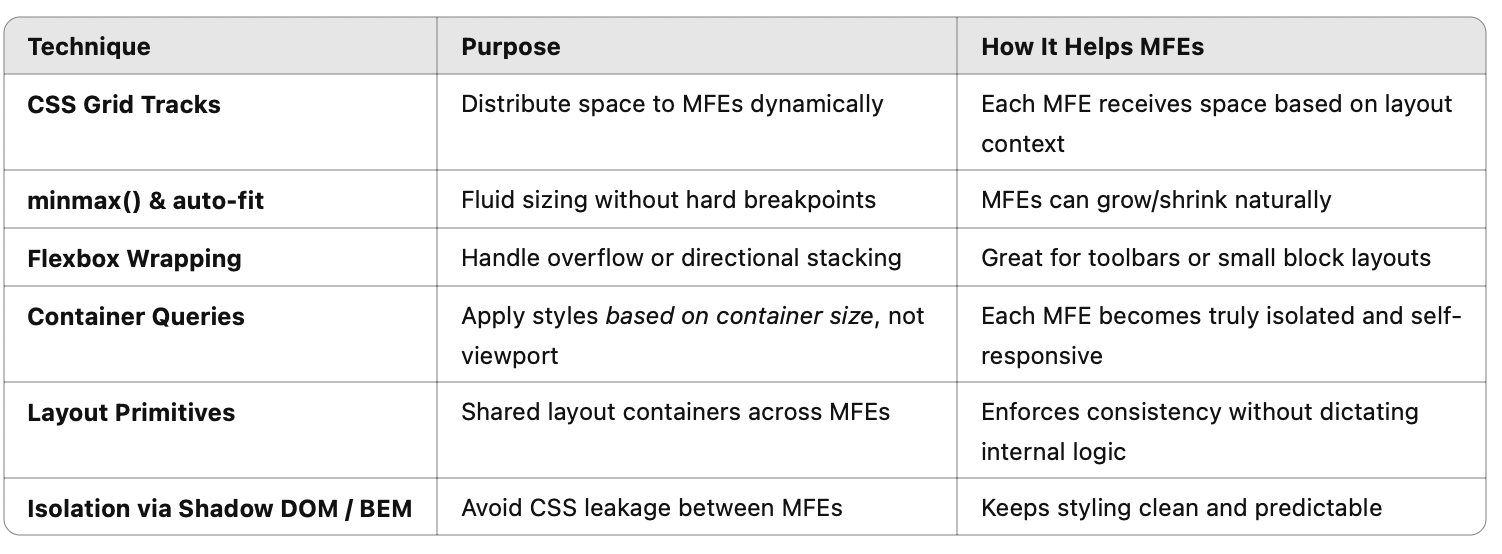 Technique Purpose How It Helps MFEs
CSS Grid Tracks Distribute space to MFEs dynamically Each MFE receives space based on layout
context
minmax() & auto-fit Fluid sizing without hard breakpoints MFEs can grow/shrink naturally
Flexbox Wrapping Handle overflow or directional stacking Great for toolbars or small block layouts
Container Queries Apply styles based on container size, not Each MFE becomes truly isolated and self-
viewport responsive
Layout Primitives Shared layout containers across MFEs Enforces consistency without dictating
internal logic
Isolation via Shadow DOM / BEM Avoid CSS leakage between MFEs Keeps styling clean and predictable